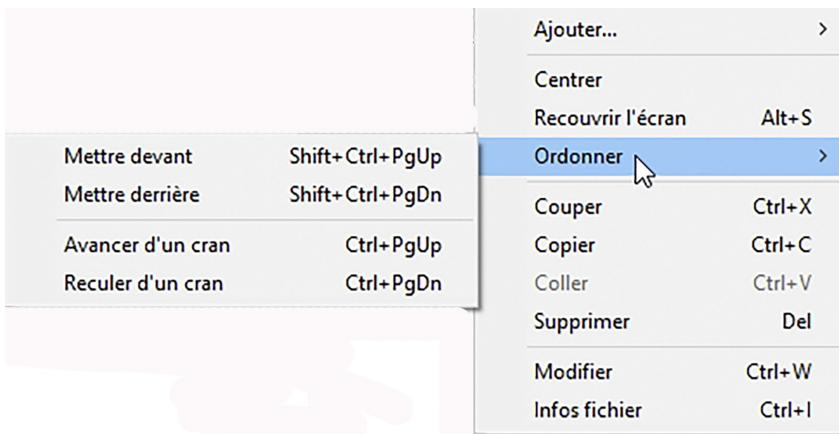 Ajouter... >
Centrer
Recouvrir l'écran Alt+S
Ordonner >
Mettre devant Shift+Ctrl+PgUp
Mettre derrière Shift+Ctrl+PgDn
Avancer d'un cran Ctrl+PgUp
Reculer d'un cran Ctrl+PgDn
Couper Ctrl+X
Copier Ctrl+C
Coller Ctrl+V
Supprimer Del
Modifier Ctrl+W
Infos fichier Ctrl+I